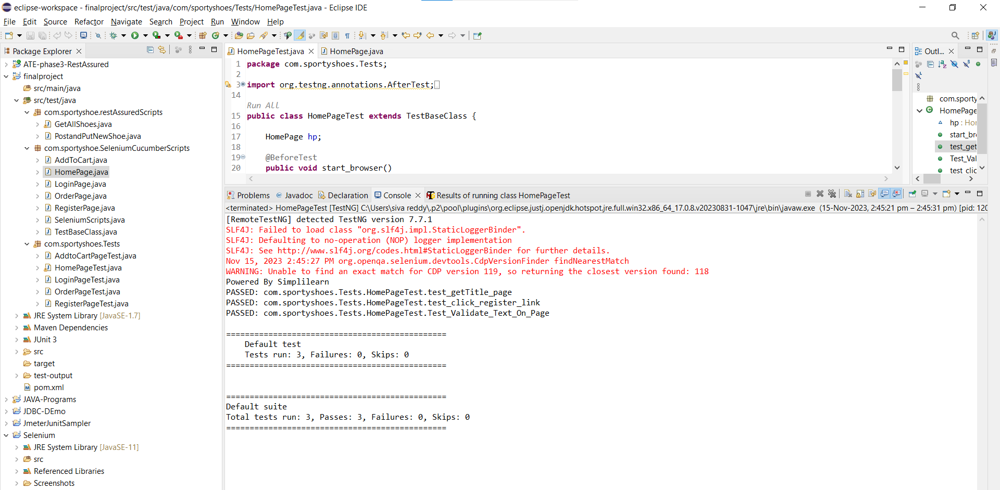 eclipse-workspace - finalproject/src/test/java/com/sportyshoes/Tests/HomePageTest.java - Eclipse IDE
File Edit Source Refactor Navigate Search Project Run Window Help
Package Explorer
ATE-phase3-RestAssured
finalproject
src/main/java
src/test/java
com.sportyshoe.restAssuredScripts
GetAllShoes.java
PostandPutNewShoe.java
com.sportyshoe.SeleniumCucumberScripts
AddToCart.java
HomePage.java
LoginPage.java
OrderPage.java
RegisterPage.java
SeleniumScripts.java
TestBaseClass.java
com.sportyshoes.Tests
AddtoCartPageTest.java
HomePageTest.java
LoginPageTest.java
OrderPageTest.java
RegisterPageTest.java
JRE System Library [JavaSE-1.7]
Maven Dependencies
JUnit 3
src
target
test-output
pom.xml
JAVA-Programs
JDBC-DEmo
JmeterJunitSampler
Selenium
JRE System Library [JavaSE-11]
src
Referenced Libraries
Screenshots
HomePageTest.java HomePage.java
1 package com.sportyshoes.Tests;
2
3 import org.testng.annotations.AfterTest;
14
Run All
15 public class HomePageTest extends TestBaseClass {
16
17 HomePage hp;
18
19 @BeforeTest
20 public void start_browser()
Outl...
com.sporty
HomePage
hp : Hor
start_bro
test_get
Test_Val
test_clic
Problems Javadoc Declaration Console Results of running class HomePageTest
<terminated> HomePageTest [TestNG] C:\Users\siva reddy\.p2\pool\plugins\org.eclipse.justj.openjdk.hotspot.jre.full.win32.x86_64_17.0.8.v20230831-1047\jre\bin\javaw.exe (15-Nov-2023, 2:45:21 pm – 2:45:31 pm) [pid: 120
[RemoteTestNG] detected TestNG version 7.7.1
SLF4J: Failed to load class "org.slf4j.impl.StaticLoggerBinder".
SLF4J: Defaulting to no-operation (NOP) logger implementation
SLF4J: See http://www.slf4j.org/codes.html#StaticLoggerBinder for further details.
Nov 15, 2023 2:45:27 PM org.openqa.selenium.devtools.CdpVersionFinder findNearestMatch
WARNING: Unable to find an exact match for CDP version 119, so returning the closest version found: 118
Powered By Simplilearn
PASSED: com.sportyshoes.Tests.HomePageTest.test_getTitle_page
PASSED: com.sportyshoes.Tests.HomePageTest.test_click_register_link
PASSED: com.sportyshoes.Tests.HomePageTest.Test_Validate_Text_On_Page
===============================================
Default test
Tests run: 3, Failures: 0, Skips: 0
===============================================
===============================================
Default suite
Total tests run: 3, Passes: 3, Failures: 0, Skips: 0
===============================================